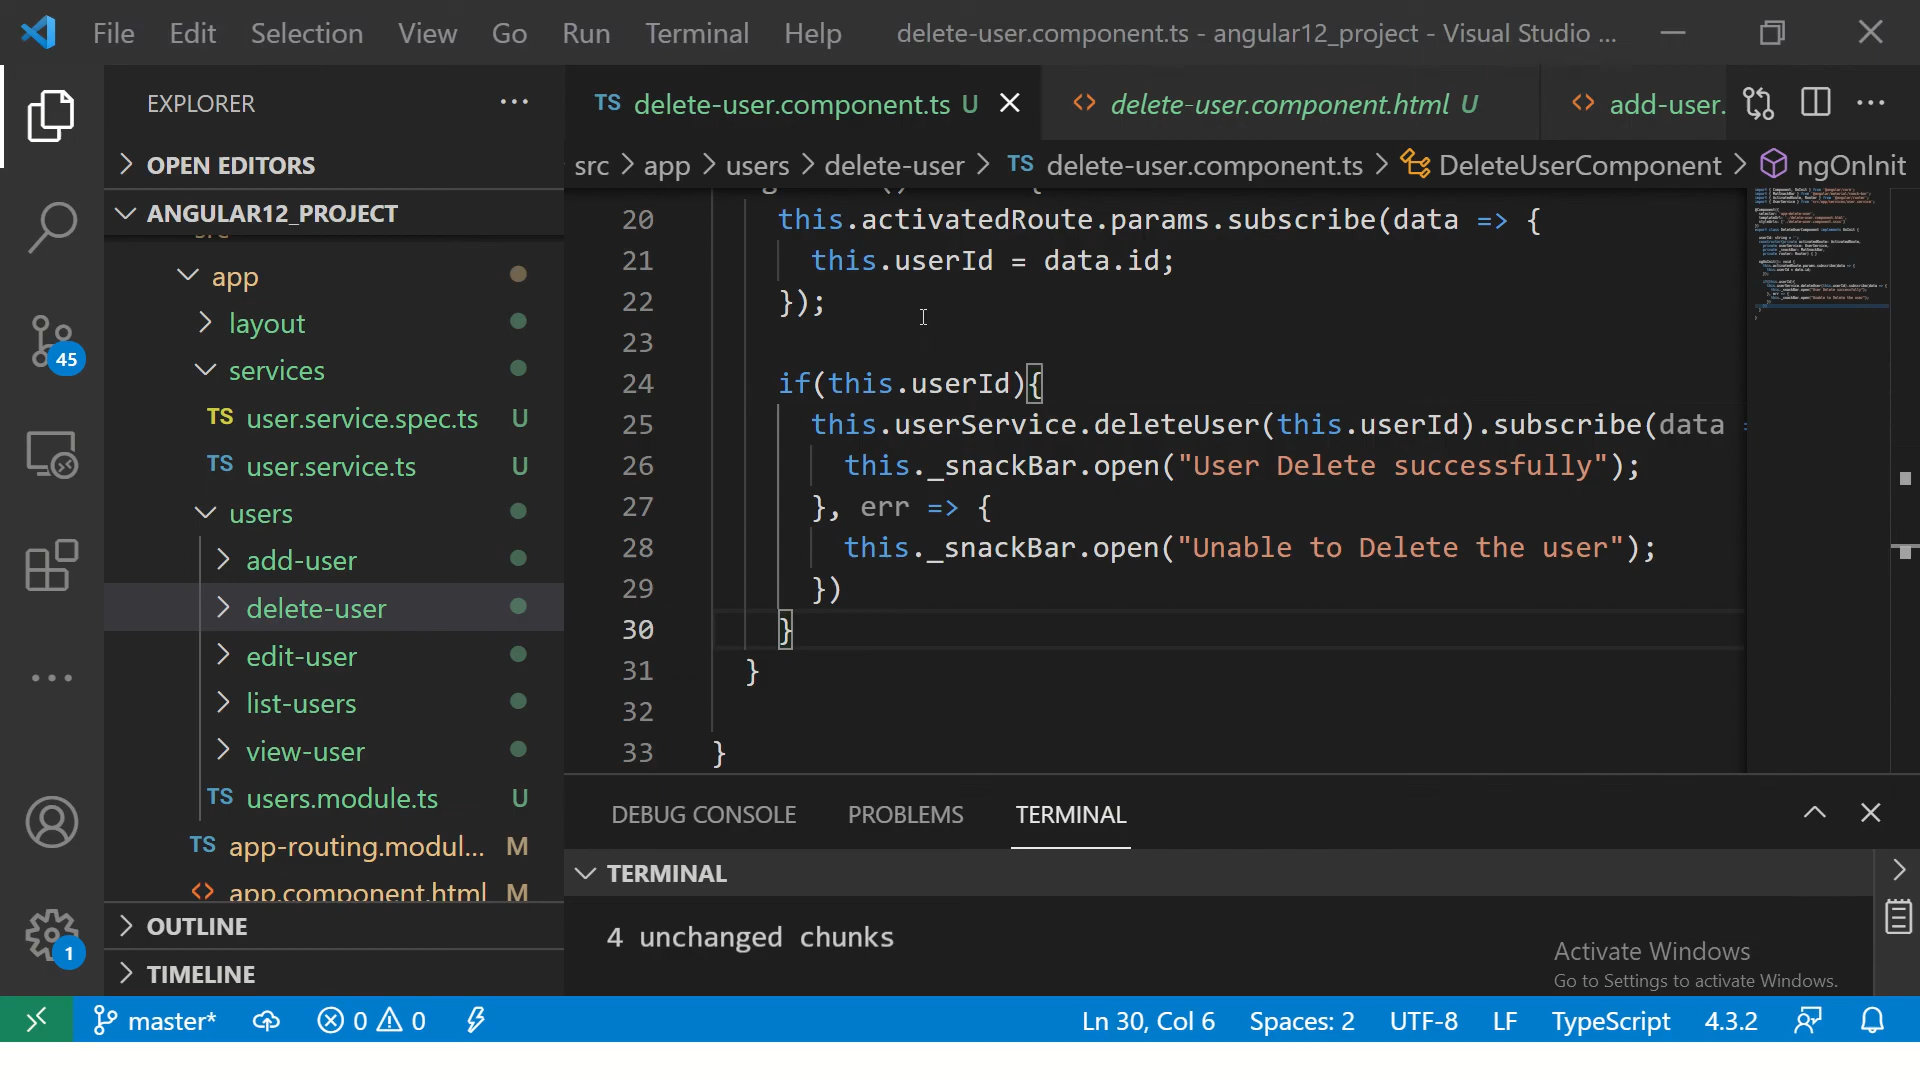 File Edit Selection View Go Run Terminal Help delete-user.component.ts - angular12_project - Visual Studio ...
EXPLORER
TS delete-user.component.ts U
<> delete-user.component.html U
<> add-user.
src > app > users > delete-user > TS delete-user.component.ts > DeleteUserComponent > ngOnInit
OPEN EDITORS
ANGULAR12_PROJECT
app
layout
services
TS user.service.spec.ts U
TS user.service.ts U
users
add-user
delete-user
edit-user
list-users
view-user
TS users.module.ts U
TS app-routing.modul... M
<> app.component.html M
OUTLINE
TIMELINE
45
1
20 this.activatedRoute.params.subscribe(data => {
21 this.userId = data.id;
22 });
23
24 if(this.userId){
25 this.userService.deleteUser(this.userId).subscribe(data
26 this._snackBar.open("User Delete successfully");
27 }, err => {
28 this._snackBar.open("Unable to Delete the user");
29 })
30 }
31 }
32
33 }
DEBUG CONSOLE PROBLEMS TERMINAL
TERMINAL
4 unchanged chunks
Activate Windows
Go to Settings to activate Windows.
master* 0 0 Ln 30, Col 6 Spaces: 2 UTF-8 LF TypeScript 4.3.2